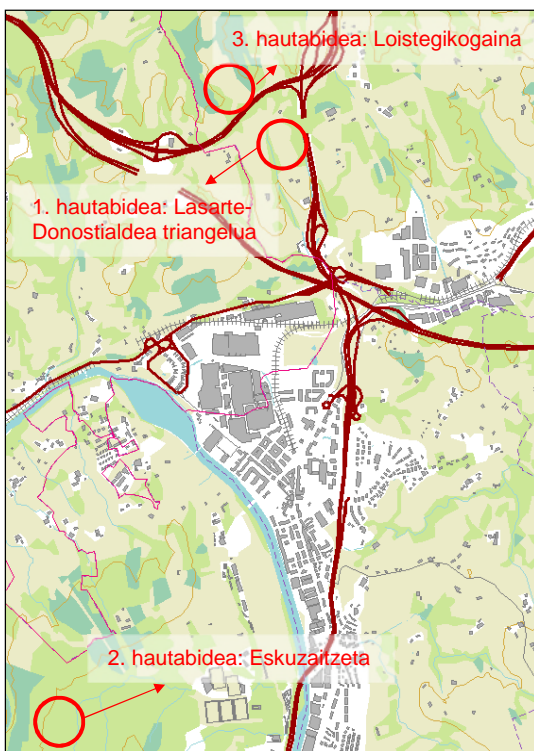 3. hautabidea: Loistegikogaina
1. hautabidea: Lasarte-
Donostialdea triangelua
2. hautabidea: Eskuzaitzeta